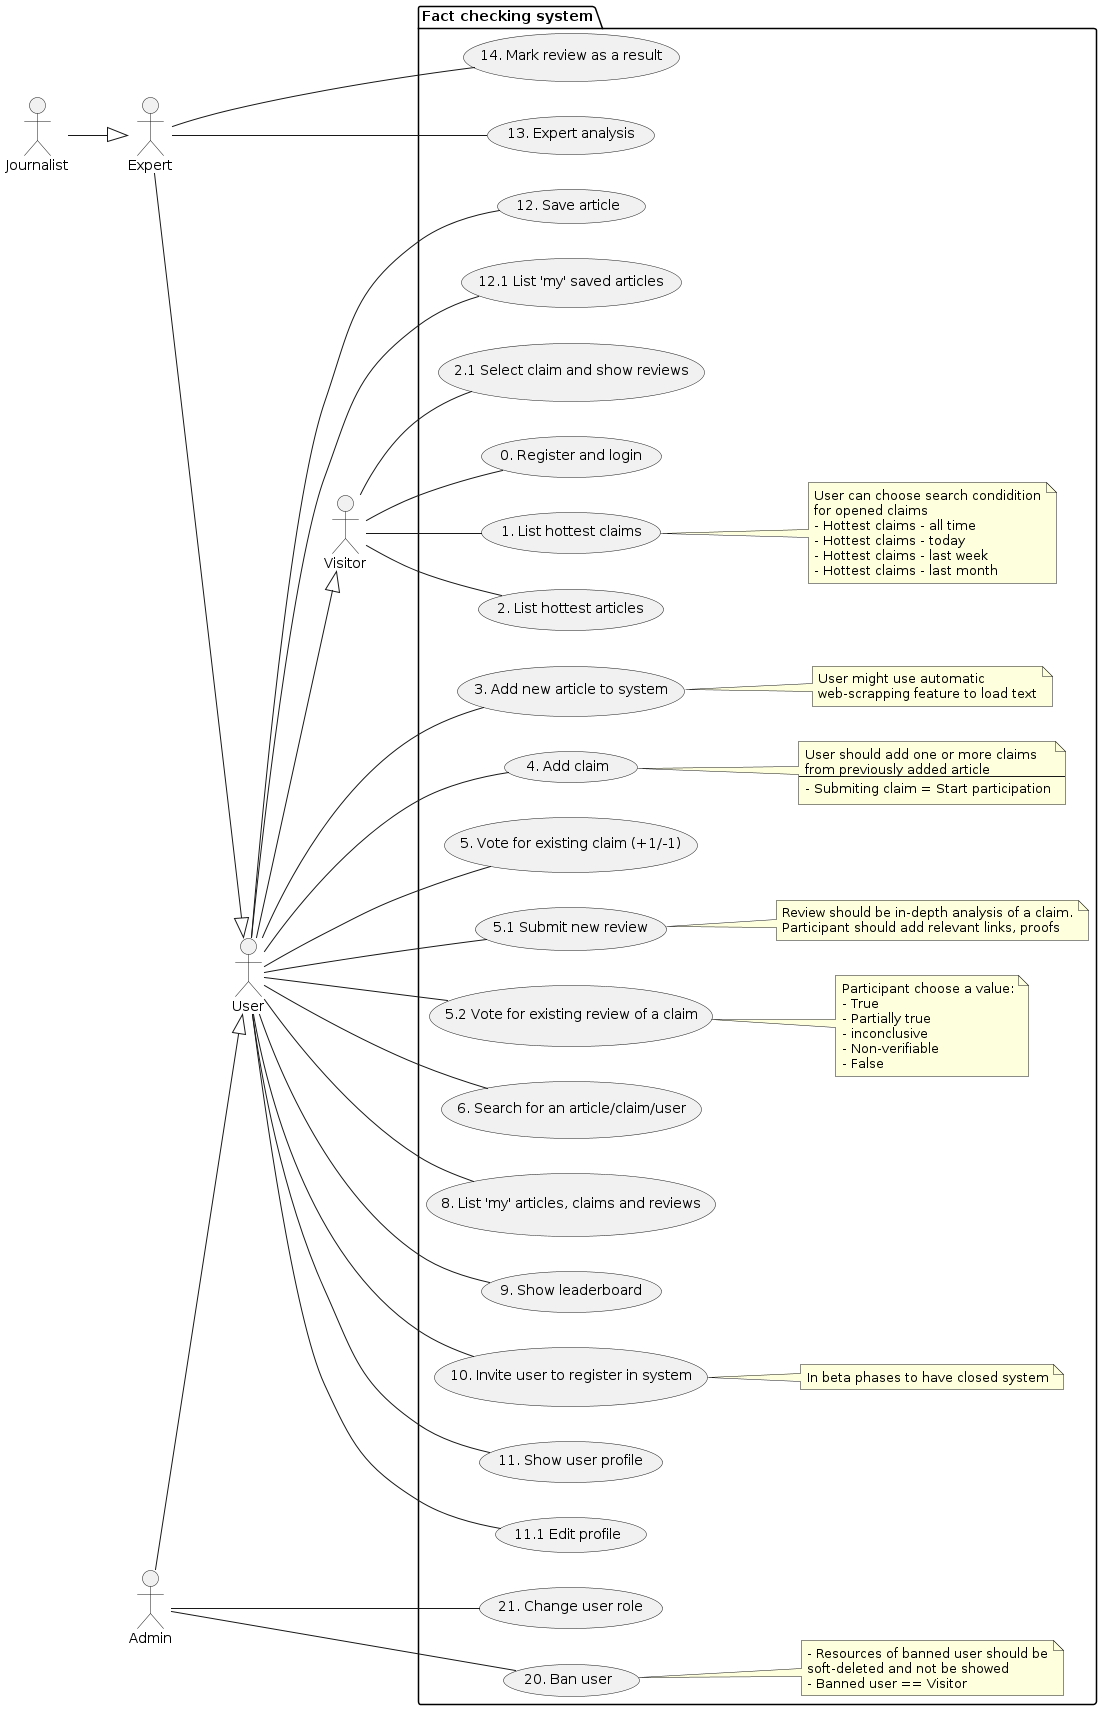 Fact checking system
14. Mark review as a result
Journalist
Expert
13. Expert analysis
12. Save article
12.1 List 'my' saved articles
2.1 Select claim and show reviews
0. Register and login
Visitor
1. List hottest claims
User can choose search condidition
for opened claims
- Hottest claims - all time
- Hottest claims - today
- Hottest claims - last week
- Hottest claims - last month
2. List hottest articles
3. Add new article to system
User might use automatic
web-scrapping feature to load text
4. Add claim
User should add one or more claims
from previously added article
- Submiting claim = Start participation
5. Vote for existing claim (+1/-1)
5.1 Submit new review
Review should be in-depth analysis of a claim.
Participant should add relevant links, proofs
User
5.2 Vote for existing review of a claim
Participant choose a value:
- True
- Partially true
- inconclusive
- Non-verifiable
- False
6. Search for an article/claim/user
8. List 'my' articles, claims and reviews
9. Show leaderboard
10. Invite user to register in system
In beta phases to have closed system
11. Show user profile
11.1 Edit profile
Admin
21. Change user role
20. Ban user
- Resources of banned user should be
soft-deleted and not be showed
- Banned user == Visitor